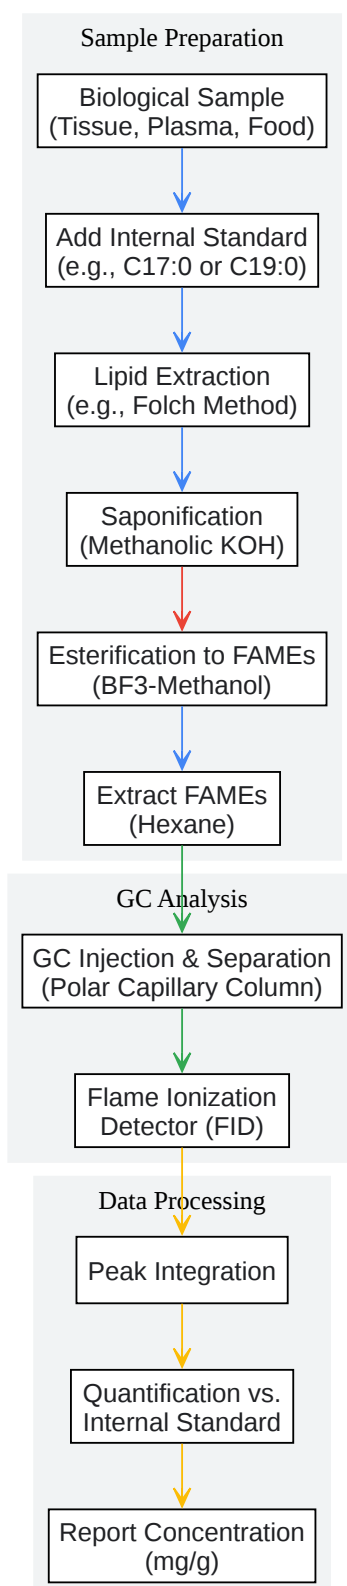 Sample Preparation
Biological Sample
(Tissue, Plasma, Food)
Add Internal Standard
(e.g., C17:0 or C19:0)
Lipid Extraction
(e.g., Folch Method)
Saponification
(Methanolic KOH)
Esterification to FAMEs
(BF3-Methanol)
Extract FAMEs
(Hexane)
GC Analysis
GC Injection & Separation
(Polar Capillary Column)
Flame Ionization
Detector (FID)
Data Processing
Peak Integration
Quantification vs.
Internal Standard
Report Concentration
(mg/g)